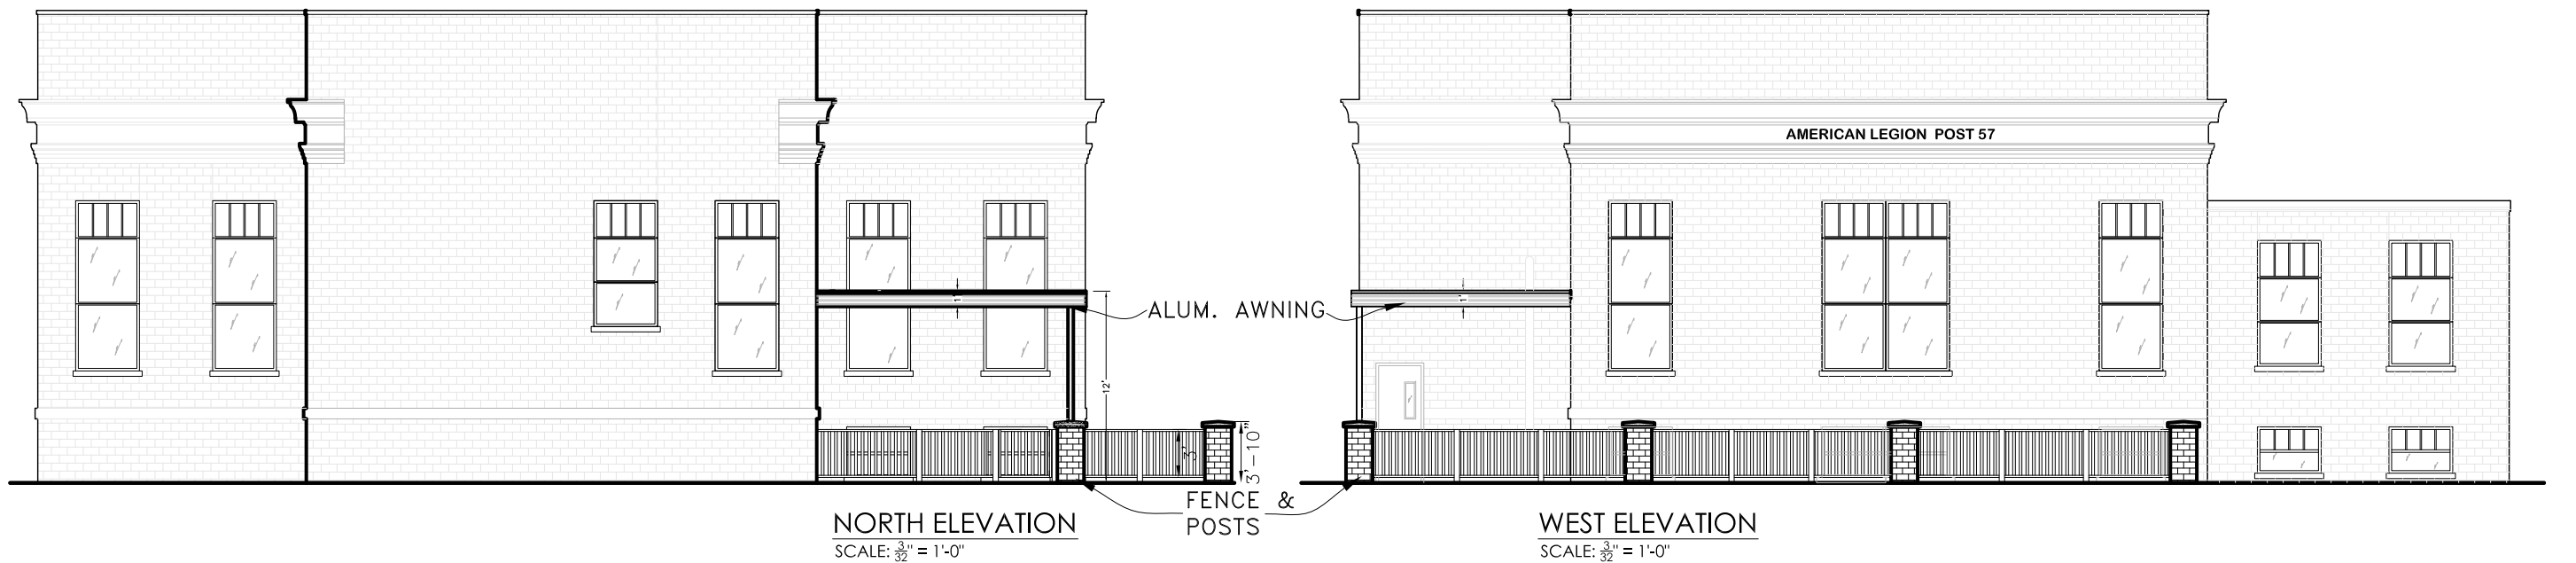 AMERICAN LEGION POST 57
1'
1'
ALUM. AWNING
12'
3'
3'-10"
FENCE &
POSTS
NORTH ELEVATION
SCALE: 3/32" = 1'-0"
WEST ELEVATION
SCALE: 3/32" = 1'-0"